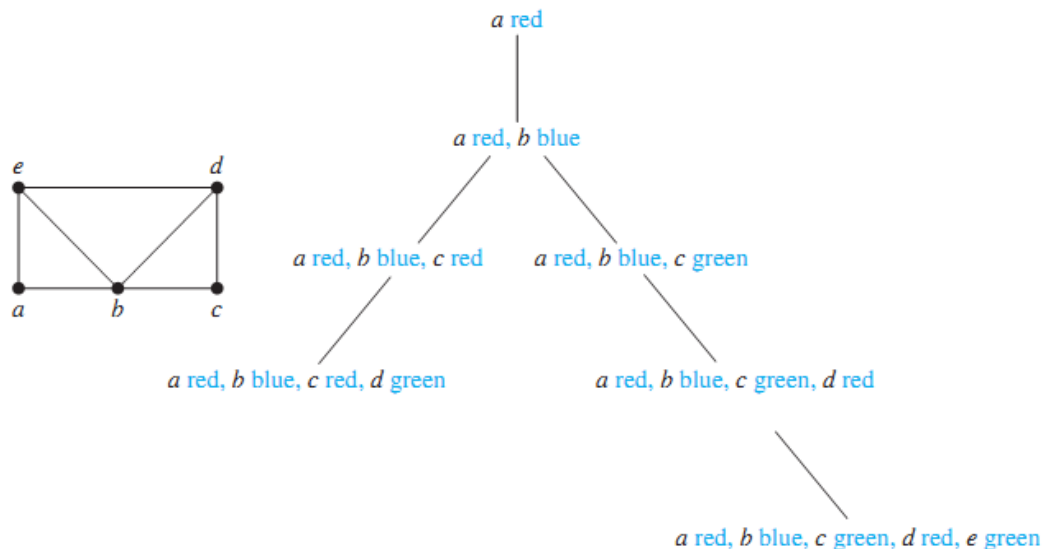 a red
a red, b blue
e
d
a red, b blue, c red
a red, b blue, c green
a
b
c
a red, b blue, c red, d green
a red, b blue, c green, d red
a red, b blue, c green, d red, e green